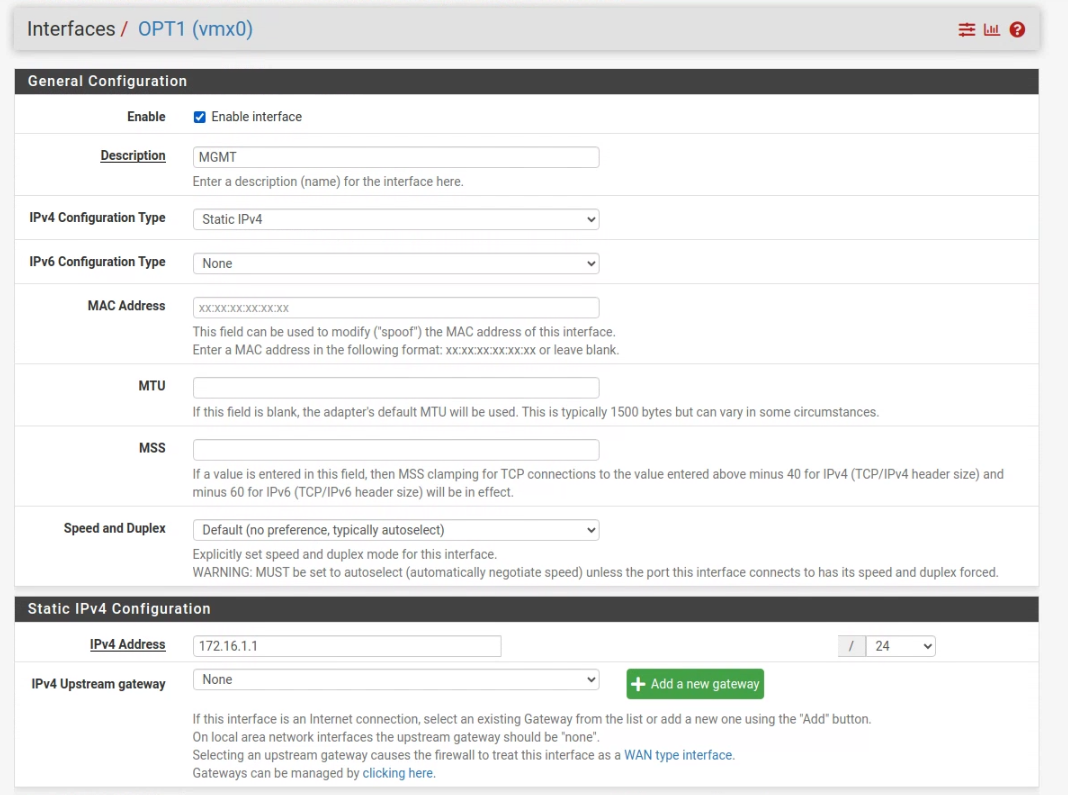 Interfaces / OPT1 (vmx0)
General Configuration
Enable Enable interface
Description MGMT
Enter a description (name) for the interface here.
IPv4 Configuration Type Static IPv4
IPv6 Configuration Type None
MAC Address xx:xx:xx:xx:xx:xx
This field can be used to modify ("spoof") the MAC address of this interface.
Enter a MAC address in the following format: xx:xx:xx:xx:xx:xx or leave blank.
MTU
If this field is blank, the adapter's default MTU will be used. This is typically 1500 bytes but can vary in some circumstances.
MSS
If a value is entered in this field, then MSS clamping for TCP connections to the value entered above minus 40 for IPv4 (TCP/IPv4 header size) and
minus 60 for IPv6 (TCP/IPv6 header size) will be in effect.
Speed and Duplex Default (no preference, typically autoselect)
Explicitly set speed and duplex mode for this interface.
WARNING: MUST be set to autoselect (automatically negotiate speed) unless the port this interface connects to has its speed and duplex forced.
Static IPv4 Configuration
IPv4 Address 172.16.1.1 / 24
IPv4 Upstream gateway None Add a new gateway
If this interface is an Internet connection, select an existing Gateway from the list or add a new one using the "Add" button.
On local area network interfaces the upstream gateway should be "none".
Selecting an upstream gateway causes the firewall to treat this interface as a WAN type interface.
Gateways can be managed by clicking here.